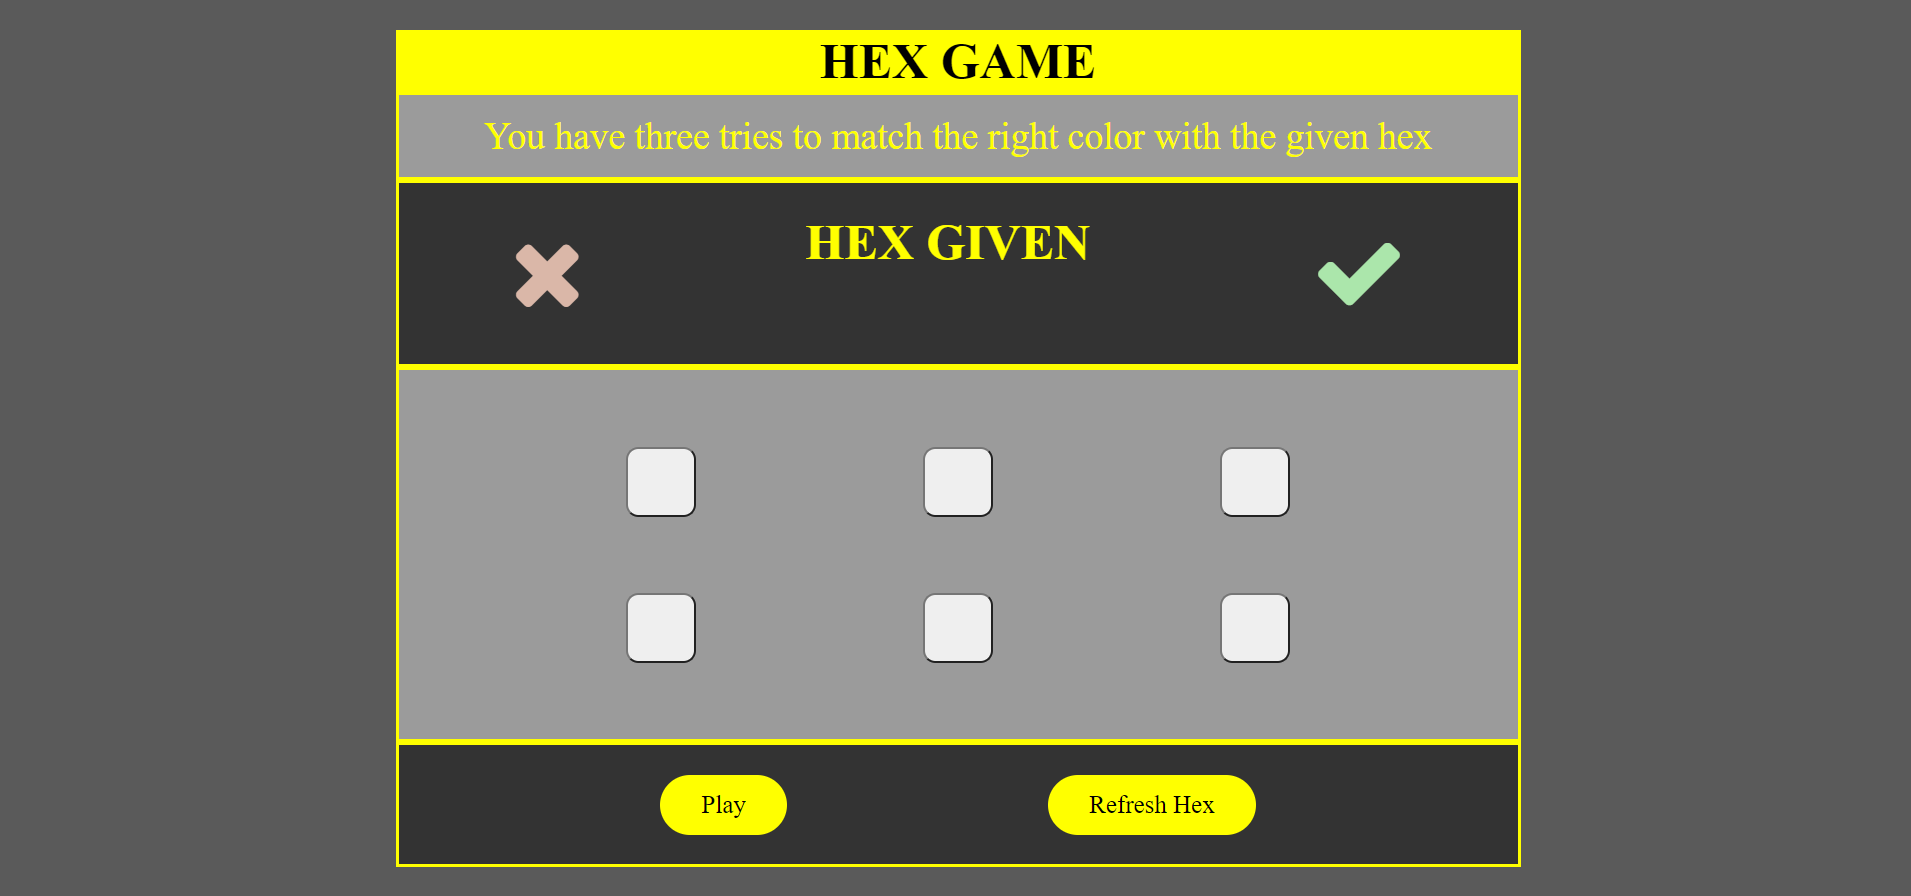 HEX GAME
You have three tries to match the right color with the given hex
HEX GIVEN
Play
Refresh Hex